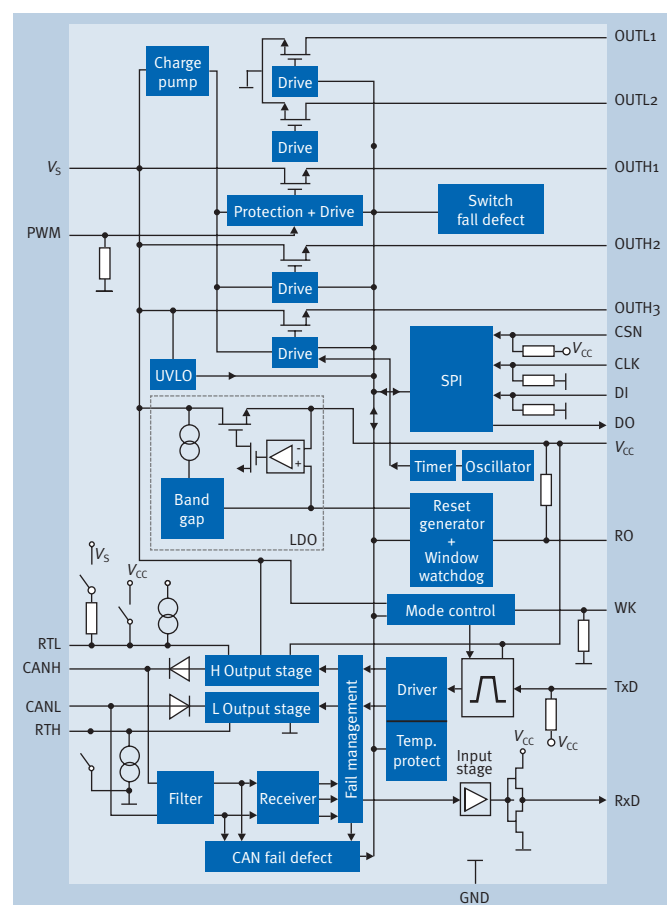 OUTL1
Charge
pump
Drive
OUTL2
Drive
VS
OUTH1
Protection + Drive
Switch
fall defect
PWM
OUTH2
Drive
OUTH3
Drive
CSN
VCC
UVLO
SPI
CLK
DI
DO
VCC
- 
+
Timer
Oscillator
Band
gap
LDO
Reset
generator
+
Window
watchdog
RO
VS
VCC
Mode control
WK
RTL
CANH
H Output stage
Driver
TxD
CANL
L Output stage
RTH
Fail management
Temp.
protect
VCC
VCC
Input
stage
Filter
Receiver
RxD
CAN fail defect
GND